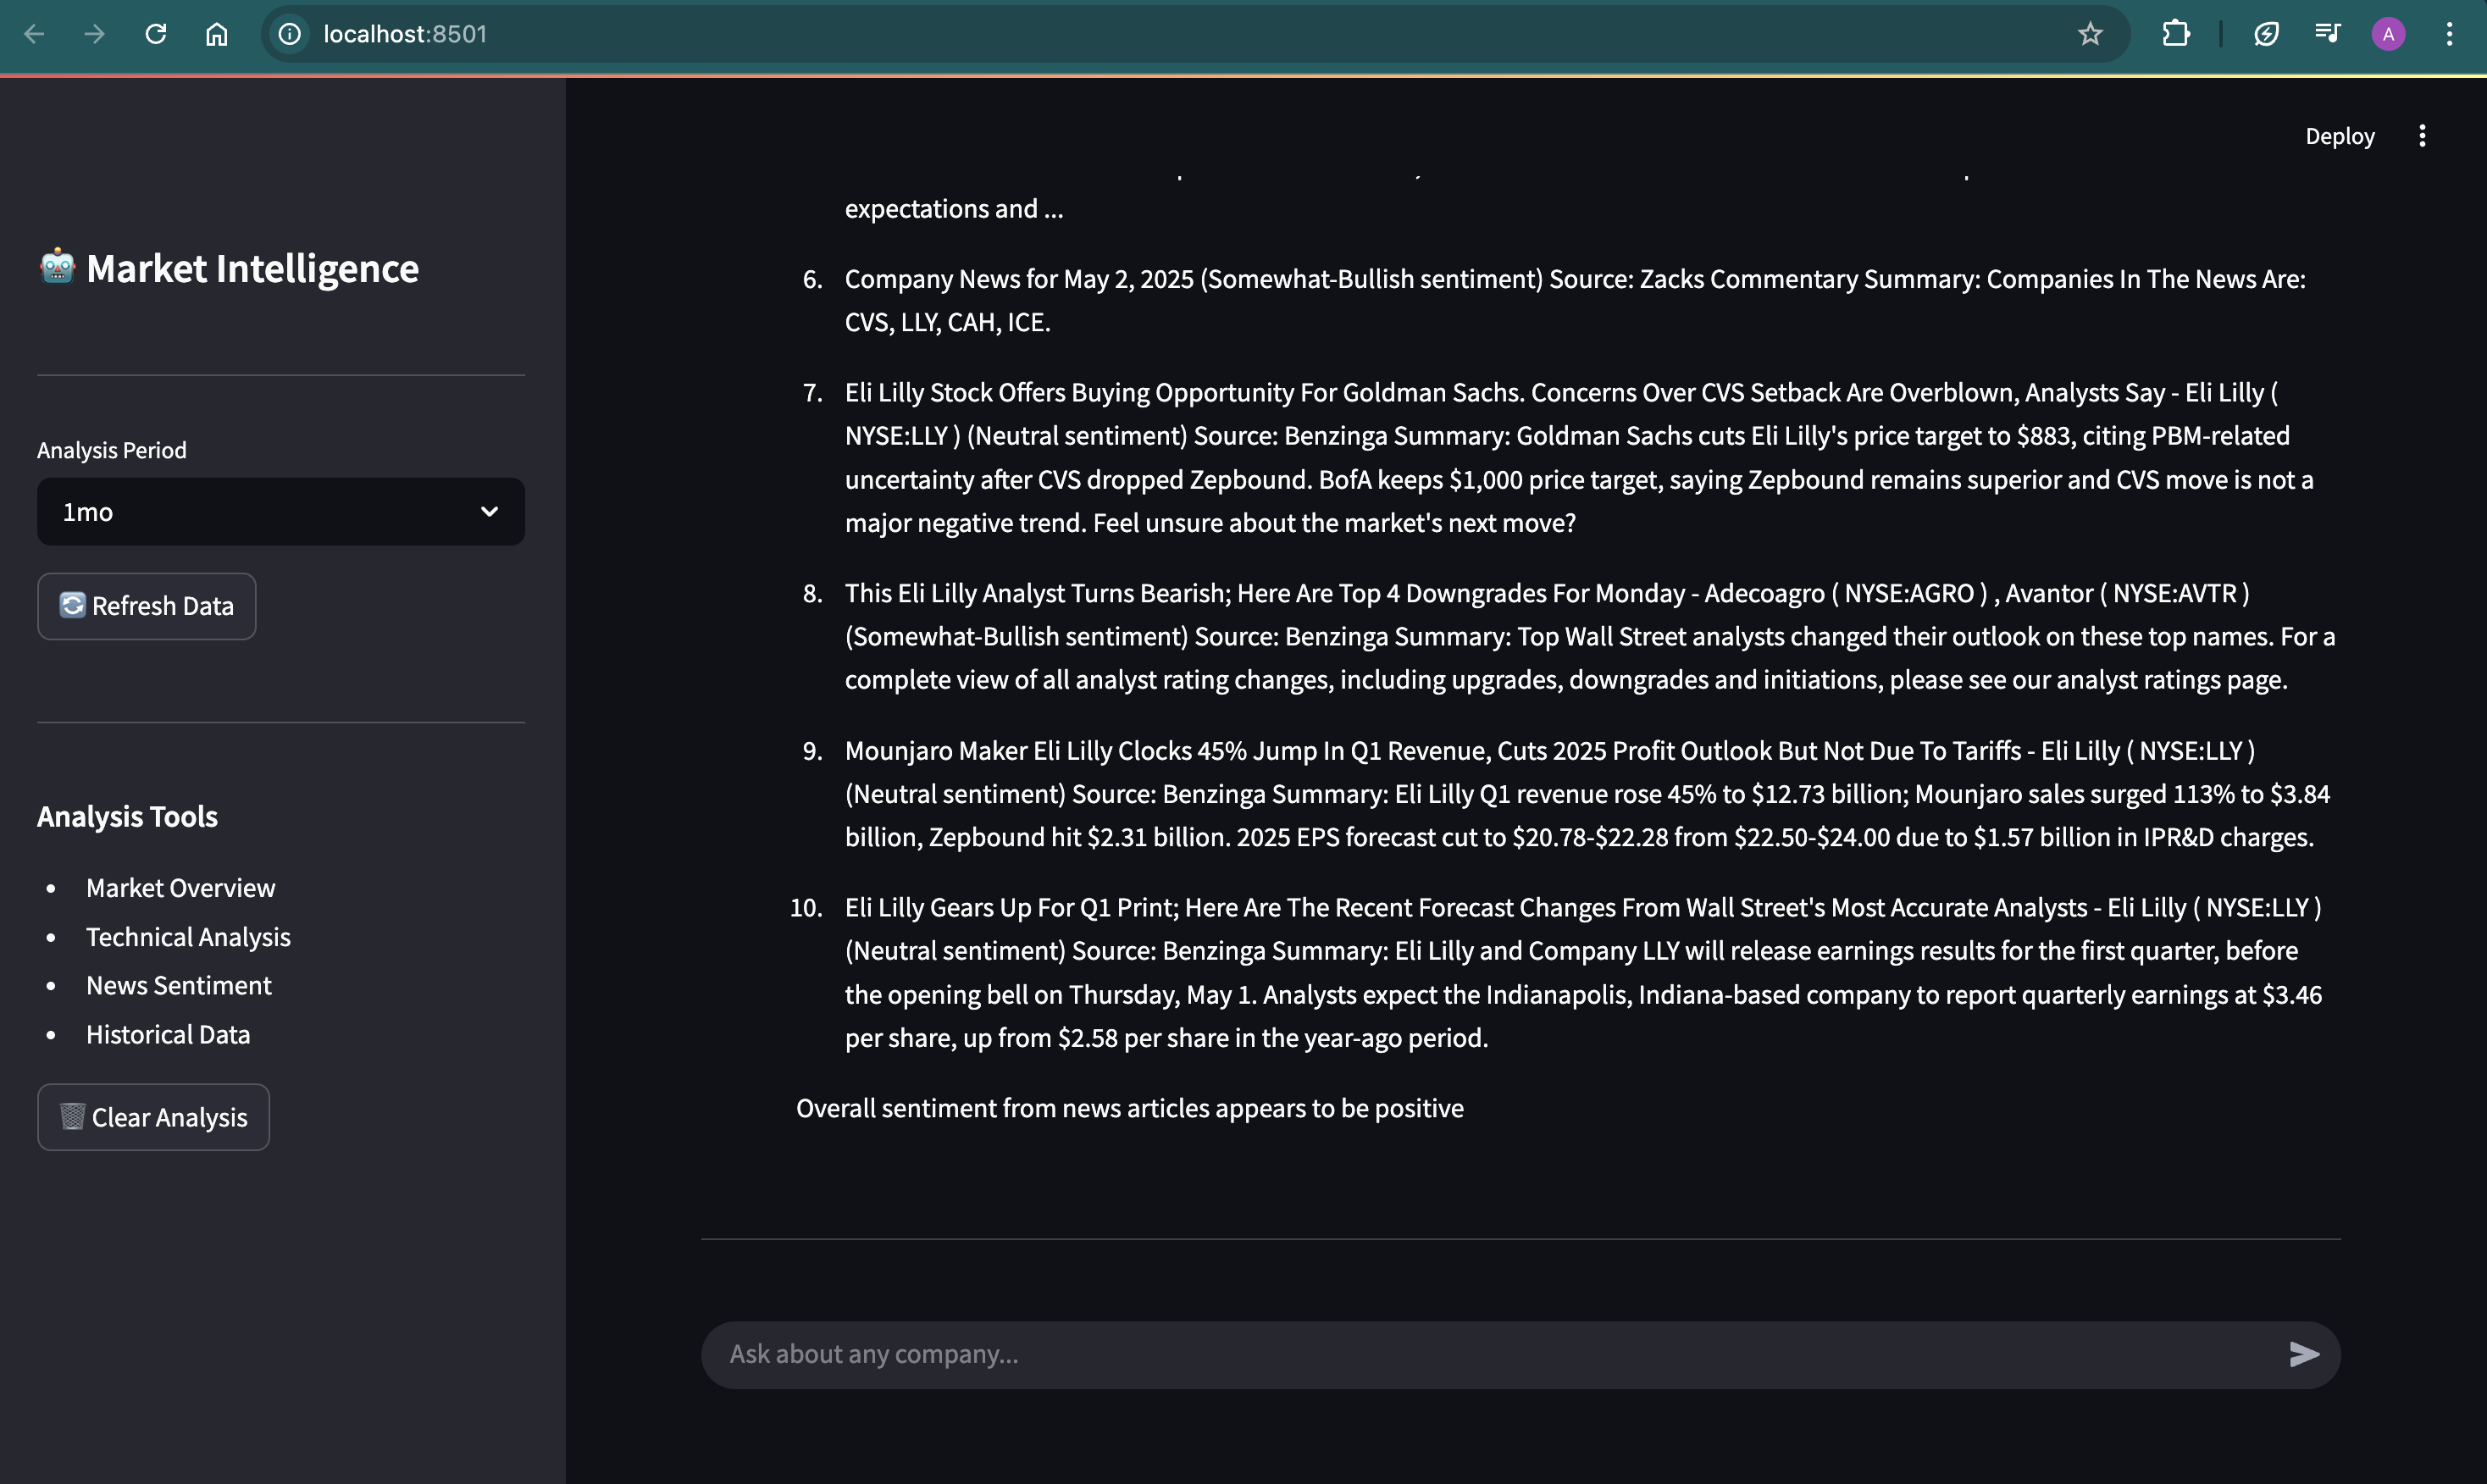 localhost:8501
A
Deploy
🤖 Market Intelligence
Analysis Period
1mo
🔄 Refresh Data
Analysis Tools
• Market Overview
• Technical Analysis
• News Sentiment
• Historical Data
🗑️ Clear Analysis
expectations and ...
6. Company News for May 2, 2025 (Somewhat-Bullish sentiment) Source: Zacks Commentary Summary: Companies In The News Are:
CVS, LLY, CAH, ICE.
7. Eli Lilly Stock Offers Buying Opportunity For Goldman Sachs. Concerns Over CVS Setback Are Overblown, Analysts Say - Eli Lilly (
NYSE:LLY ) (Neutral sentiment) Source: Benzinga Summary: Goldman Sachs cuts Eli Lilly's price target to $883, citing PBM-related
uncertainty after CVS dropped Zepbound. BofA keeps $1,000 price target, saying Zepbound remains superior and CVS move is not a
major negative trend. Feel unsure about the market's next move?
8. This Eli Lilly Analyst Turns Bearish; Here Are Top 4 Downgrades For Monday - Adecoagro ( NYSE:AGRO ) , Avantor ( NYSE:AVTR )
(Somewhat-Bullish sentiment) Source: Benzinga Summary: Top Wall Street analysts changed their outlook on these top names. For a
complete view of all analyst rating changes, including upgrades, downgrades and initiations, please see our analyst ratings page.
9. Mounjaro Maker Eli Lilly Clocks 45% Jump In Q1 Revenue, Cuts 2025 Profit Outlook But Not Due To Tariffs - Eli Lilly ( NYSE:LLY )
(Neutral sentiment) Source: Benzinga Summary: Eli Lilly Q1 revenue rose 45% to $12.73 billion; Mounjaro sales surged 113% to $3.84
billion, Zepbound hit $2.31 billion. 2025 EPS forecast cut to $20.78-$22.28 from $22.50-$24.00 due to $1.57 billion in IPR&D charges.
10. Eli Lilly Gears Up For Q1 Print; Here Are The Recent Forecast Changes From Wall Street's Most Accurate Analysts - Eli Lilly ( NYSE:LLY )
(Neutral sentiment) Source: Benzinga Summary: Eli Lilly and Company LLY will release earnings results for the first quarter, before
the opening bell on Thursday, May 1. Analysts expect the Indianapolis, Indiana-based company to report quarterly earnings at $3.46
per share, up from $2.58 per share in the year-ago period.
Overall sentiment from news articles appears to be positive
Ask about any company...